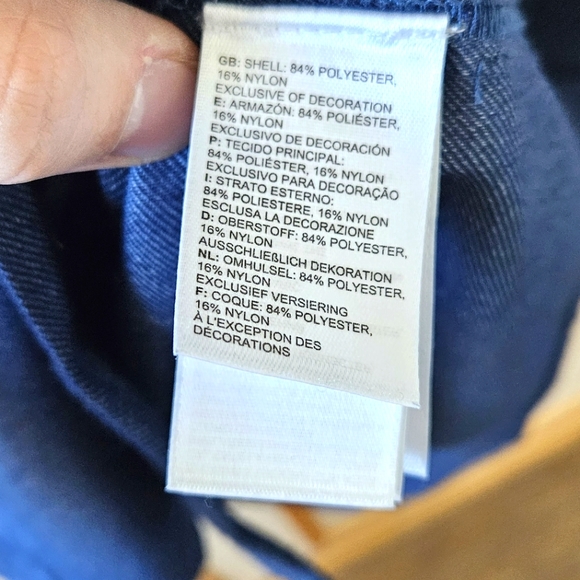 GB: SHELL: 84% POLYESTER,
16% NYLON
EXCLUSIVE OF DECORATION
E: ARMAZÓN: 84% POLIÉSTER,
16% NYLON
EXCLUSIVO DE DECORACIÓN
P: TECIDO PRINCIPAL:
84% POLIÉSTER, 16% NYLON
EXCLUSIVO PARA DECORAÇÃO
I: STRATO ESTERNO:
84% POLIESTERE, 16% NYLON
ESCLUSA LA DECORAZIONE
D: OBERSTOFF: 84% POLYESTER,
16% NYLON
AUSSCHLIEßLICH DEKORATION
NL: OMHULSEL: 84% POLYESTER,
16% NYLON
EXCLUSIEF VERSIERING
F: COQUE: 84% POLYESTER,
16% NYLON
À L'EXCEPTION DES
DÉCORATIONS